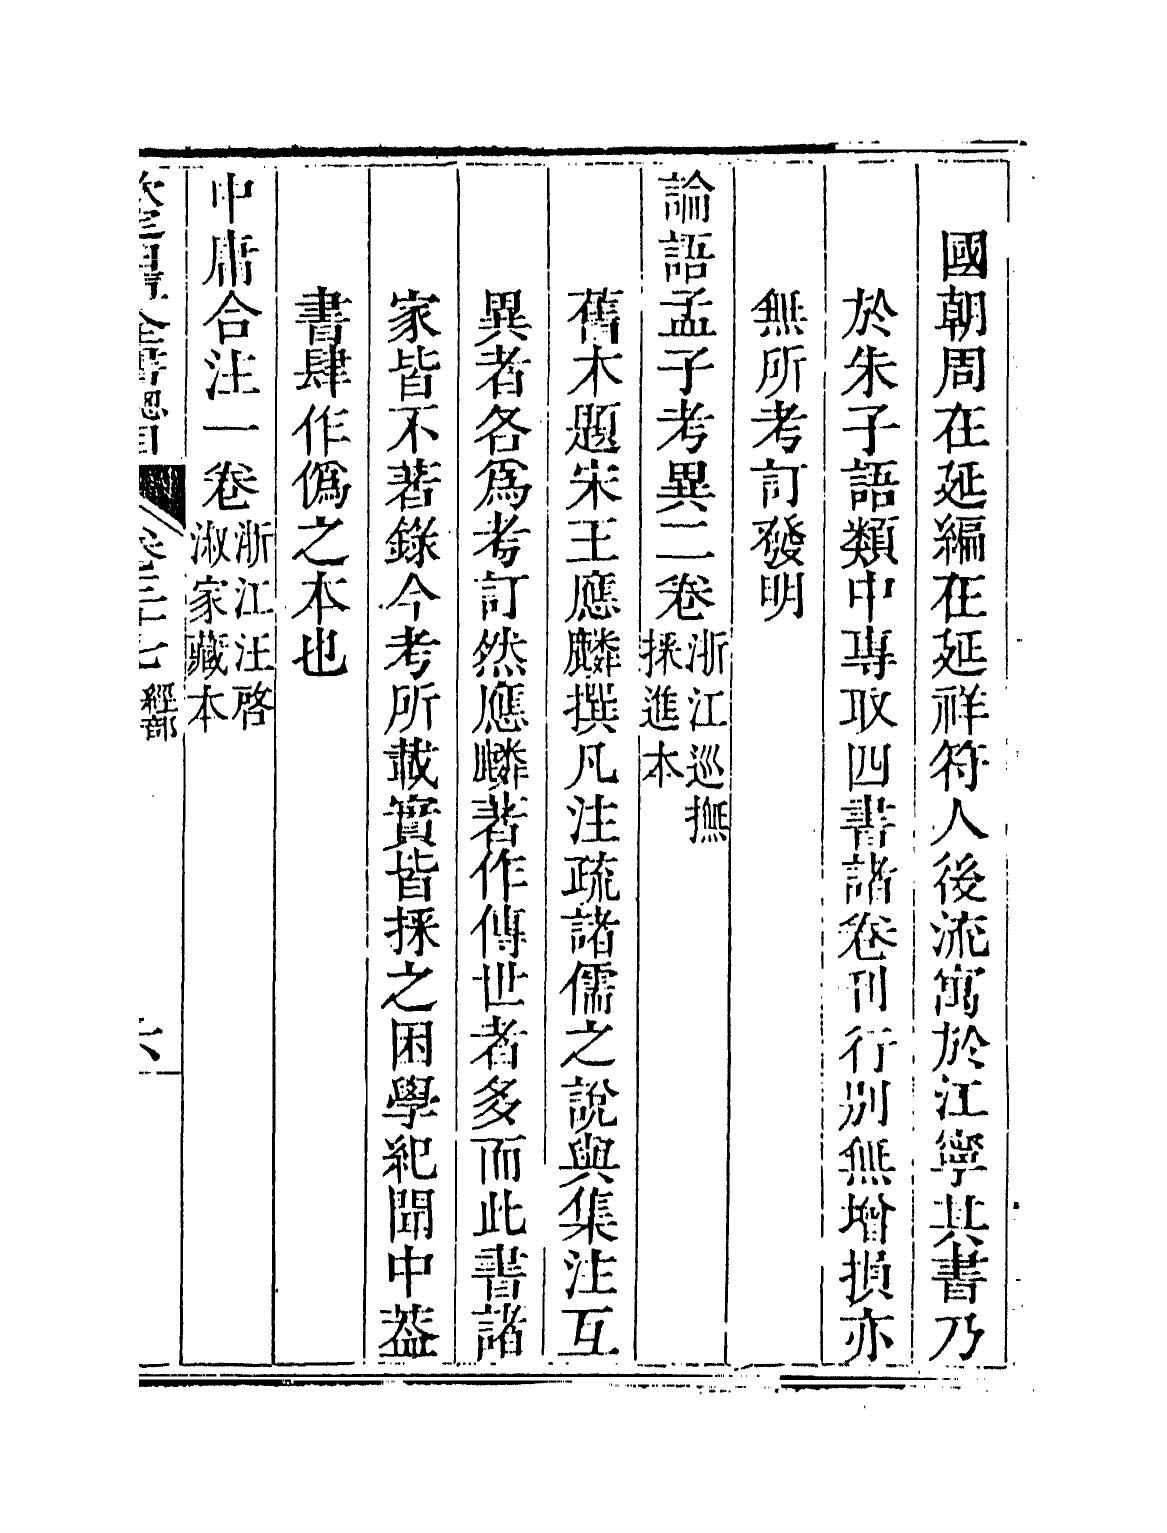 國朝周在延編在延祥符人後流寓於江寧其書乃
於朱子語類中專取四書諸卷刊行别無增損亦
無所考訂發明
論語孟子考異二卷浙江巡撫
採進本
舊本題宋王應麟撰凡注疏諸儒之說與集注互
異者各爲考訂然應麟著作傳世者多而此書諸
家皆不著錄今考所載實皆採之困學紀聞中蓋
書肆作僞之本也
中庸合注一卷浙江汪啓
淑家藏本
欽定四庫全書總目 卷三十七 經部 六